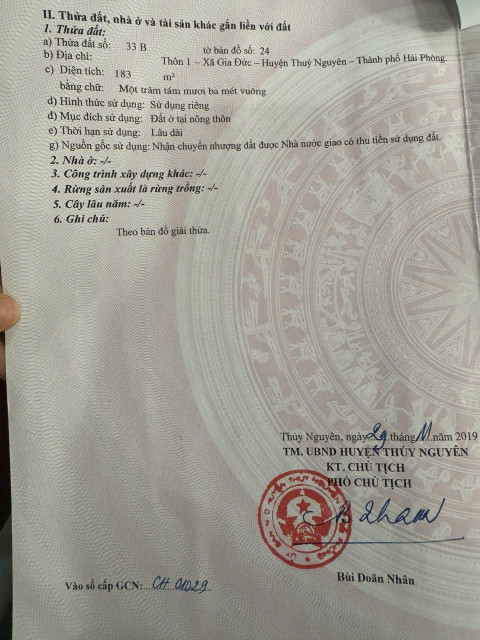 II. Thửa đất, nhà ở và tài sản khác gắn liền với đất
1. Thửa đất:
a) Thửa đất số: 33 B tờ bản đồ số: 24
b) Địa chỉ: Thôn 1 – Xã Gia Đức – Huyện Thuỷ Nguyên – Thành phố Hải Phòng.
c) Diện tích: 183 m²
bằng chữ: Một trăm tám mươi ba mét vuông
d) Hình thức sử dụng: Sử dụng riêng
đ) Mục đích sử dụng: Đất ở tại nông thôn
e) Thời hạn sử dụng: Lâu dài
g) Nguồn gốc sử dụng: Nhận chuyển nhượng đất được Nhà nước giao có thu tiền sử dụng đất.
2. Nhà ở: -/-
3. Công trình xây dựng khác: -/-
4. Rừng sản xuất là rừng trồng: -/-
5. Cây lâu năm: -/-
6. Ghi chú:
Theo bản đồ giải thửa.
Thủy Nguyên, ngày 29 tháng 11 năm 2019
TM. UBND HUYỆN THỦY NGUYÊN
KT. CHỦ TỊCH
PHÓ CHỦ TỊCH
Bùi Doãn Nhân
Vào sổ cấp GCN:...CH..01029..